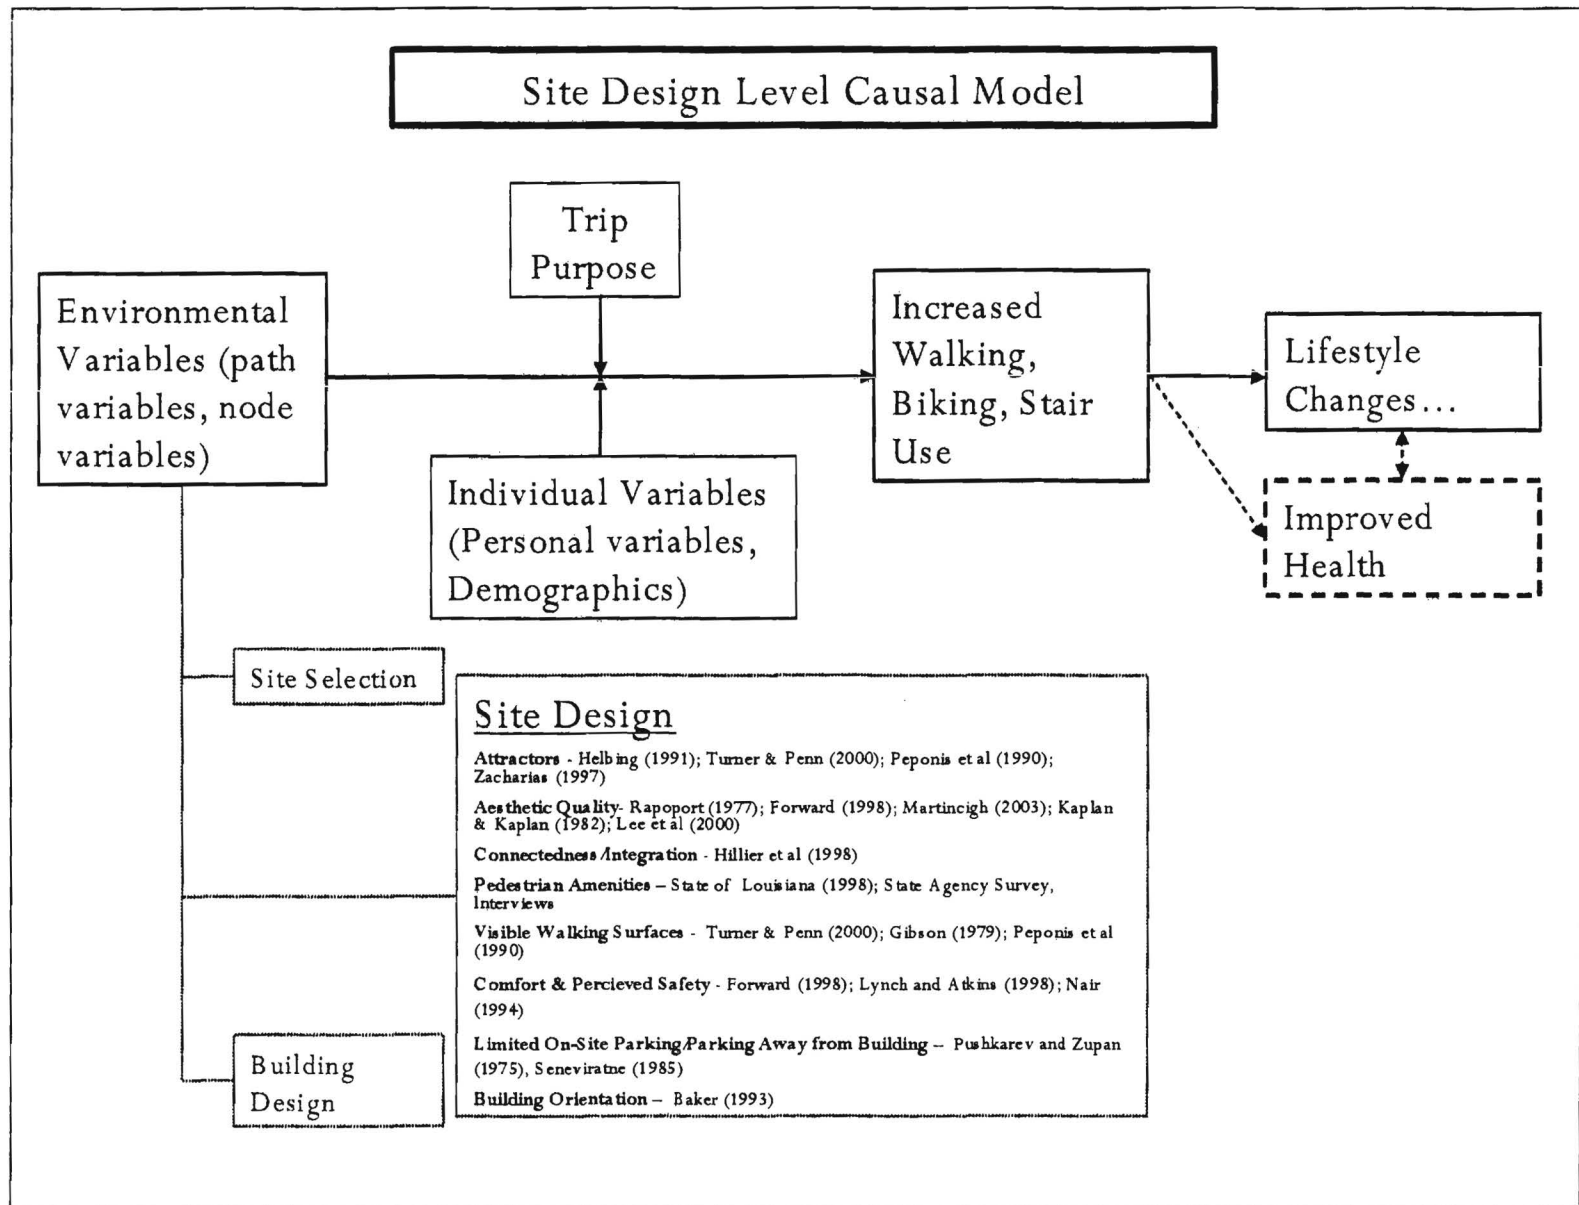 Site Design Level Causal Model
Trip
Purpose
Environmental
Variables (path
variables, node
variables)
Increased
Walking,
Biking, Stair
Use
Lifestyle
Changes...
Individual Variables
(Personal variables,
Demographics)
Improved
Health
Site Selection
Site Design
Attractors - Helbing (1991); Turner & Penn (2000); Peponis et al (1990);
Zacharias (1997)
Aesthetic Quality- Rapoport (1977); Forward (1998); Martincigh (2003); Kaplan
& Kaplan (1982); Lee et al (2000)
Connectedness/Integration - Hillier et al (1998)
Pedestrian Amenities – State of Louisiana (1998); State Agency Survey,
Interviews
Visible Walking Surfaces - Turner & Penn (2000); Gibson (1979); Peponis et al
(1990)
Comfort & Percieved Safety - Forward (1998); Lynch and Atkins (1998); Nair
(1994)
Limited On-Site Parking/Parking Away from Building – Pushkarev and Zupan
(1975), Seneviratne (1985)
Building Orientation – Baker (1993)
Building
Design